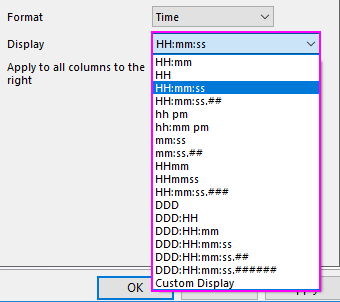 Format
Time
Display
HH:mm:ss
Apply to all columns to the
right
HH:mm
HH
HH:mm:ss
HH:mm:ss.##
hh pm
hh:mm pm
mm:ss
mm:ss.##
HHmm
HHmmss
HH:mm:ss.###
DDD
DDD:HH
DDD:HH:mm
DDD:HH:mm:ss
DDD:HH:mm:ss.##
DDD:HH:mm:ss.######
Custom Display
OK